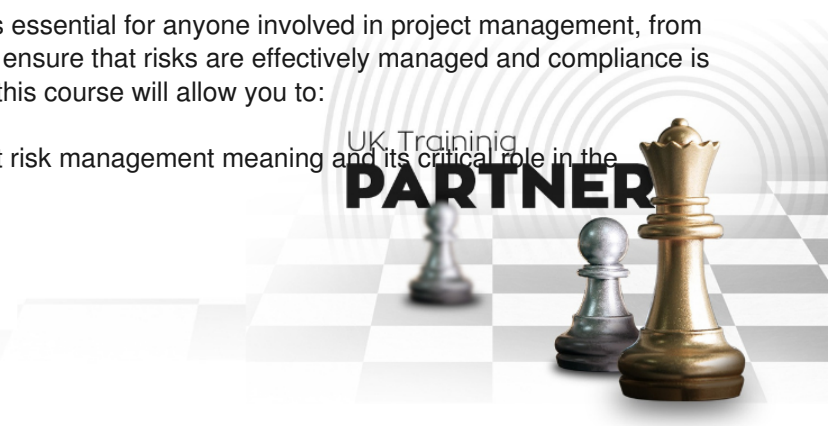 s essential for anyone involved in project management, from
ensure that risks are effectively managed and compliance is
this course will allow you to:
UK Traininig
t risk management meaning and its critical role in the
PARTNER